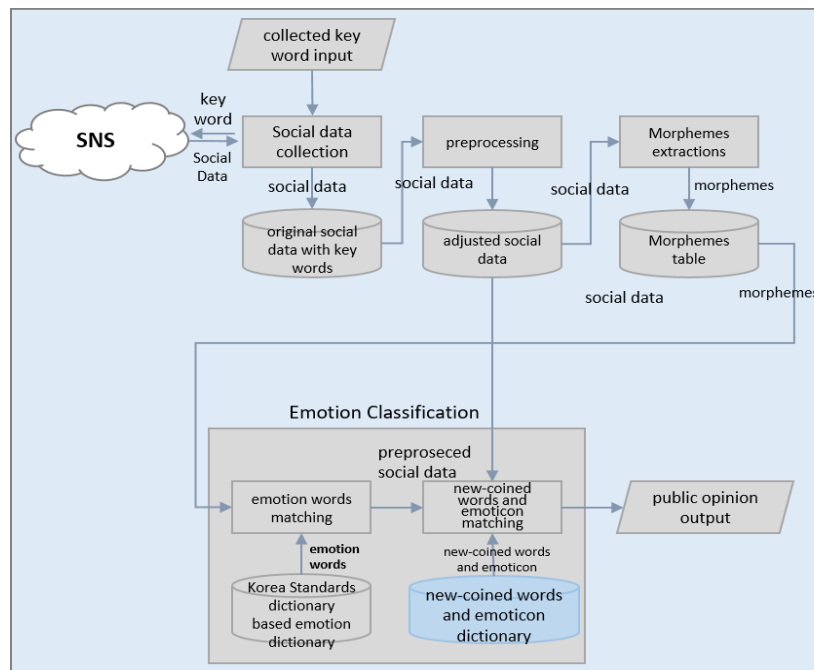 collected key
word input
key
word
SNS
Social
Data
Social data
collection
preprocessing
Morphemes
extractions
social data
social data
social data
morphemes
original social
data with key
words
adjusted social
data
Morphemes
table
social data
morphemes
Emotion Classification
preproseced
social data
emotion words
matching
new-coined
words and
emoticon
matching
public opinion
output
emotion
words
new-coined words
and emoticon
Korea Standards
dictionary
based emotion
dictionary
new-coined words
and emoticon
dictionary